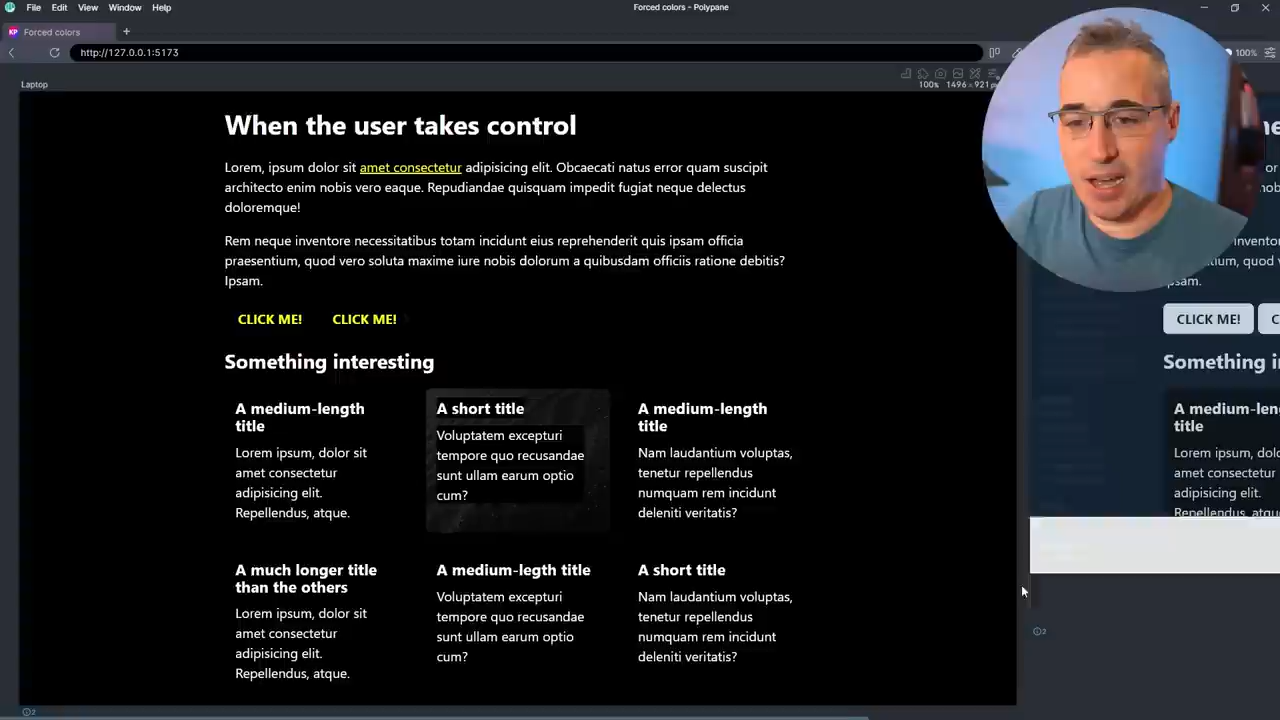 File Edit View Window Help
Forced colors - Polypane
KP Forced colors
http://127.0.0.1:5173
100%
Laptop
100% 1496 × 921
When the user takes control
Lorem, ipsum dolor sit amet consectetur adipisicing elit. Obcaecati natus error quam suscipit
architecto enim nobis vero eaque. Repudiandae quisquam impedit fugiat neque delectus
doloremque!
Rem neque inventore necessitatibus totam incidunt eius reprehenderit quis ipsam officia
praesentium, quod vero soluta maxime iure nobis dolorum a quibusdam officiis ratione debitis?
Ipsam.
CLICK ME! CLICK ME!
Something interesting
A medium-length
title
Lorem ipsum, dolor sit
amet consectetur
adipisicing elit.
Repellendus, atque.
A short title
Voluptatem excepturi
tempore quo recusandae
sunt ullam earum optio
cum?
A medium-length
title
Nam laudantium voluptas,
tenetur repellendus
numquam rem incidunt
deleniti veritatis?
A much longer title
than the others
Lorem ipsum, dolor sit
amet consectetur
adipisicing elit.
Repellendus, atque.
A medium-legth title
Voluptatem excepturi
tempore quo recusandae
sunt ullam earum optio
cum?
A short title
Nam laudantium voluptas,
tenetur repellendus
numquam rem incidunt
deleniti veritatis?
2
CLICK ME!
Something in
A medium-len
title
Lorem ipsum,
amet consecte
adipisicing elit.
Repellendus, atqu
2